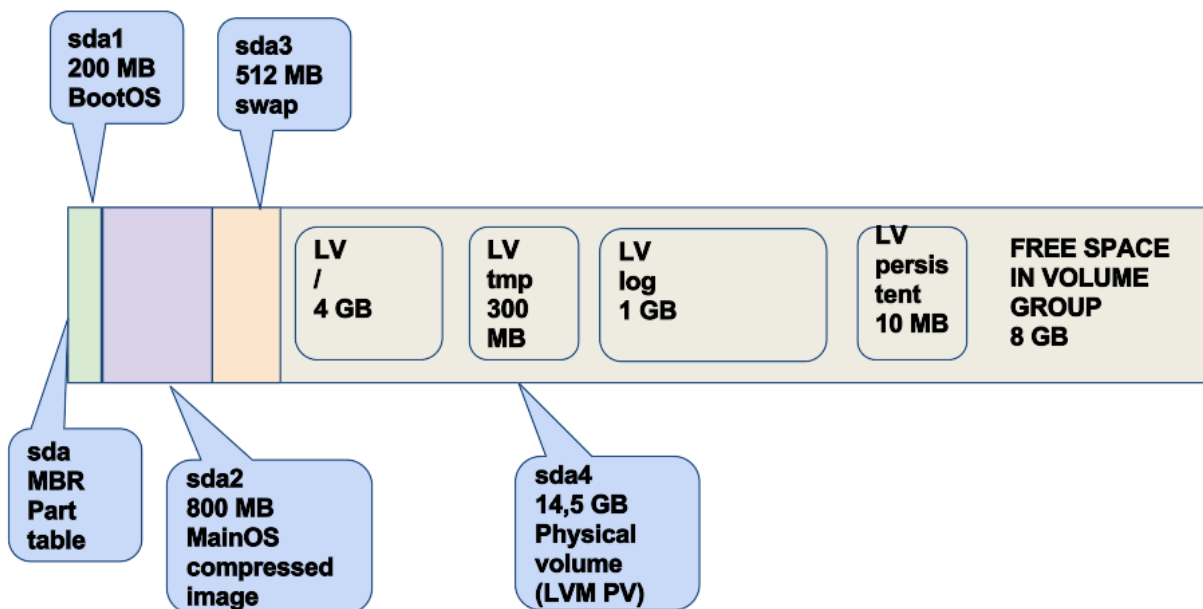 sda1
200 MB
BootOS
sda3
512 MB
swap
LV
/
4 GB
LV
tmp
300
MB
LV
log
1 GB
LV
persis
tent
10 MB
FREE SPACE
IN VOLUME
GROUP
8 GB
sda
MBR
Part
table
sda2
800 MB
MainOS
compressed
image
sda4
14,5 GB
Physical
volume
(LVM PV)